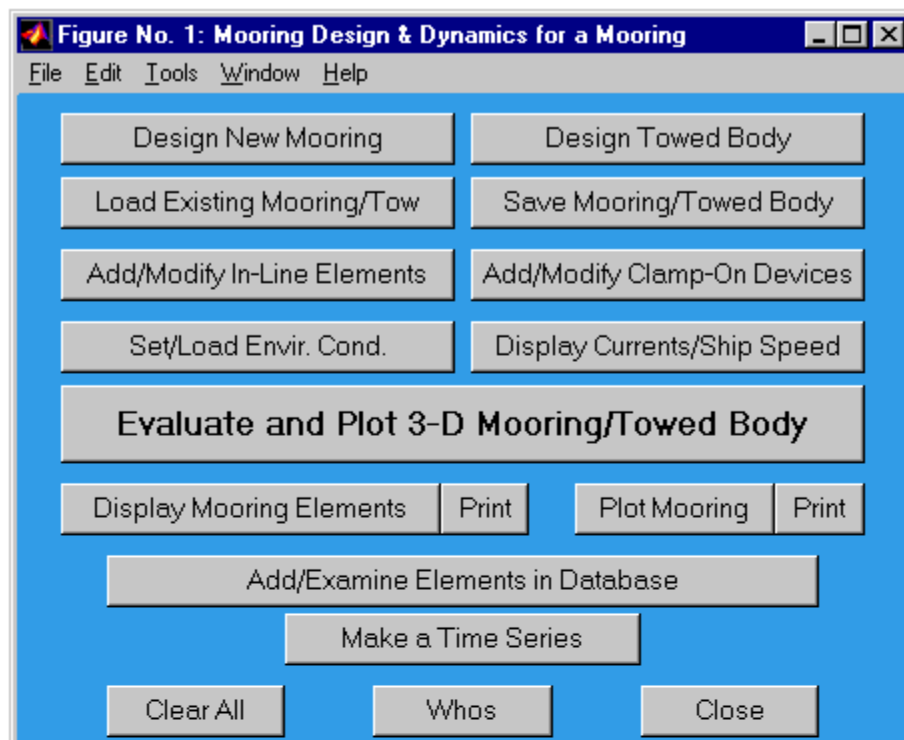 Figure No. 1: Mooring Design & Dynamics for a Mooring
File Edit Tools Window Help
Design New Mooring Design Towed Body
Load Existing Mooring/Tow Save Mooring/Towed Body
Add/Modify In-Line Elements Add/Modify Clamp-On Devices
Set/Load Envir. Cond. Display Currents/Ship Speed
Evaluate and Plot 3-D Mooring/Towed Body
Display Mooring Elements Print Plot Mooring Print
Add/Examine Elements in Database
Make a Time Series
Clear All Whos Close